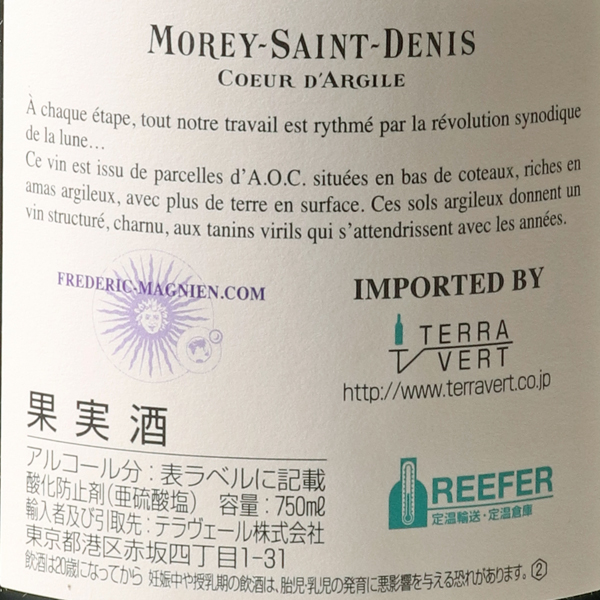 MOREY-SAINT-DENIS
COEUR D'ARGILE
À chaque étape, tout notre travail est rythmé par la révolution synodique
de la lune…
Ce vin est issu de parcelles d'A.O.C. situées en bas de coteaux, riches en
amas argileux, avec plus de terre en surface. Ces sols argileux donnent un
vin structuré, charnu, aux tanins virils qui s'attendrissent avec les années.
FREDERIC-MAGNIEN.COM
IMPORTED BY
TERRA
VERT
http://www.terravert.co.jp
果実酒
アルコール分：表ラベルに記載
酸化防止剤(亜硫酸塩) 容量：750mℓ
輸入者及び引取先：テラヴェール株式会社
東京都港区赤坂四丁目1-31
REEFER
定温輸送・定温倉庫
飲酒は20歳になってから 妊娠中や授乳期の飲酒は、胎児・乳児の発育に悪影響を与える恐れがあります。②